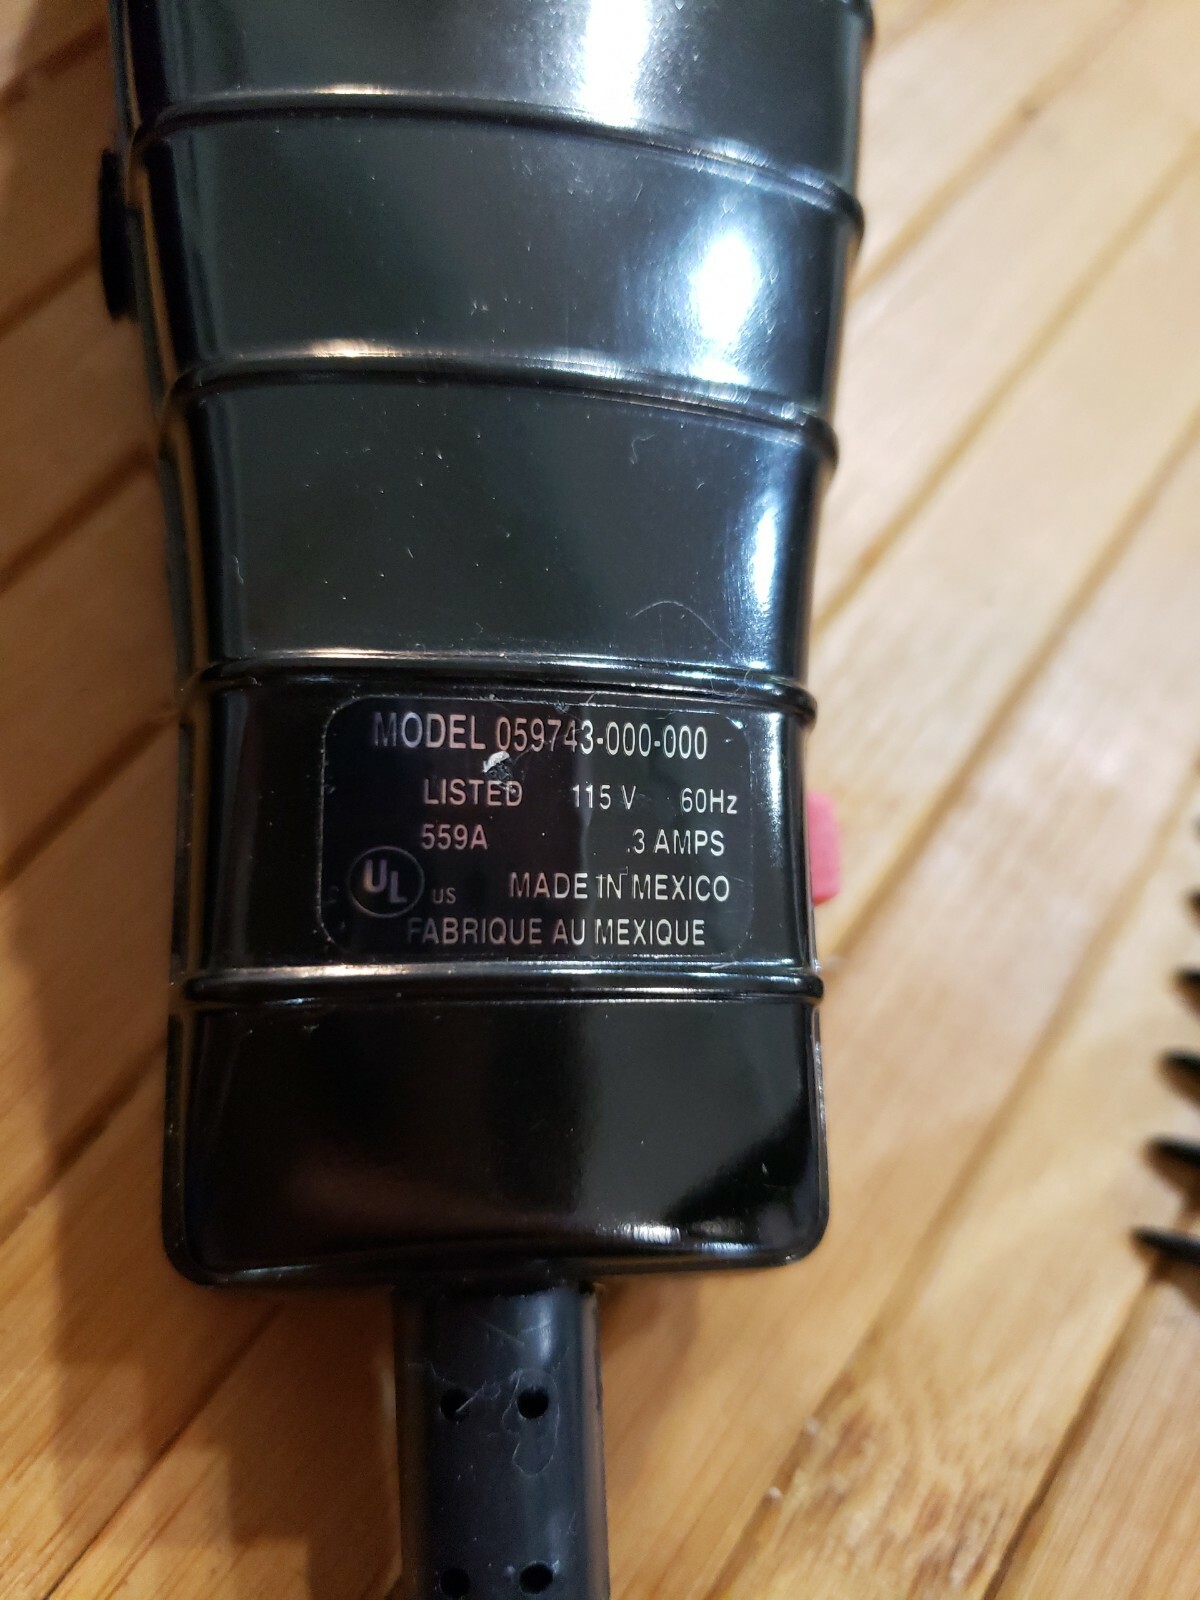 MODEL 059743-000-000
LISTED 115 V 60Hz
559A .3 AMPS
UL US MADE IN MEXICO
FABRIQUE AU MEXIQUE